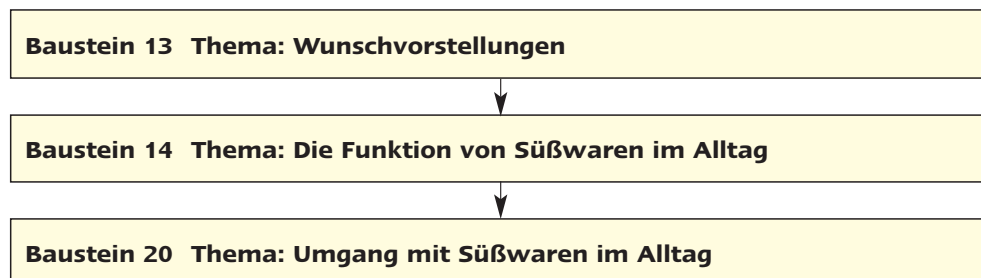 Baustein 13 Thema: Wunschvorstellungen
Baustein 14 Thema: Die Funktion von Süßwaren im Alltag
Baustein 20 Thema: Umgang mit Süßwaren im Alltag